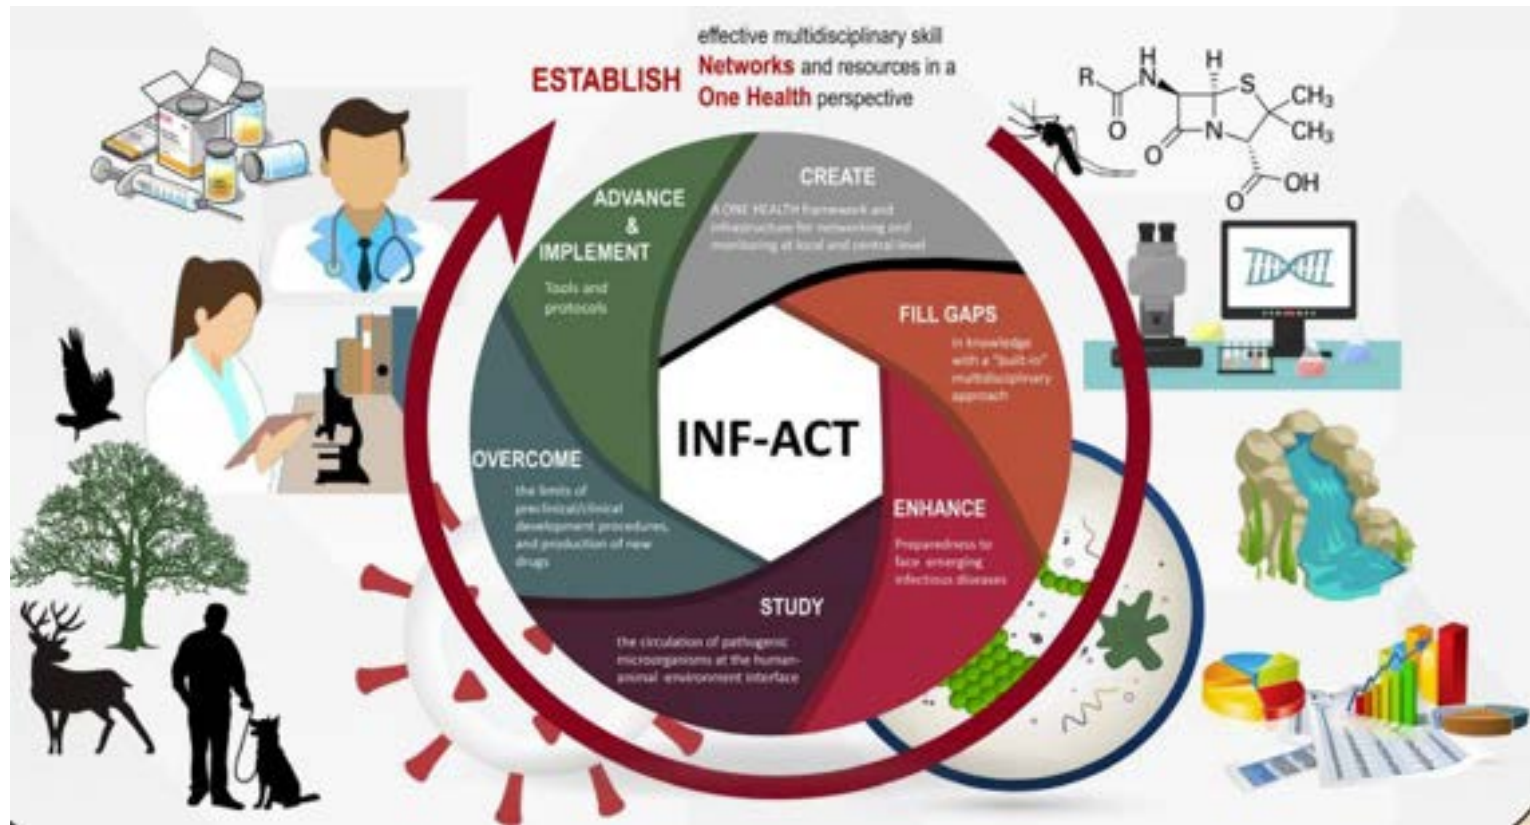 ESTABLISH
effective multidisciplinary skill
Networks and resources in a
One Health perspective
CREATE
A ONE HEALTH framework and
infrastructure for networking and
monitoring at local and central level
FILL GAPS
in knowledge
with a "built-in"
multidisciplinary
approach
ENHANCE
Preparedness to
face emerging
infectious diseases
STUDY
the circulation of pathogenic
microorganisms at the human-
animal-environment interface
OVERCOME
the limits of
preclinical/clinical
development procedures,
and production of new
drugs
ADVANCE
&
IMPLEMENT
Tools and
protocols
INF-ACT
R
H
N
O
H
S
N
O
CH3
CH3
O
OH